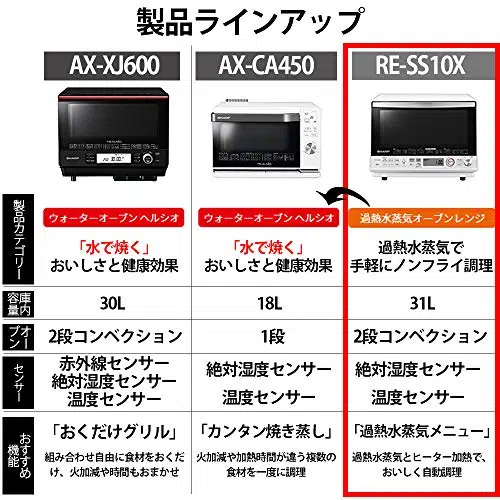 製品ラインアップ
AX-XJ600
AX-CA450
RE-SS10X
製品カテゴリー
ウォーターオーブン ヘルシオ
ウォーターオーブン ヘルシオ
過熱水蒸気オーブンレンジ
「水で焼く」
おいしさと健康効果
「水で焼く」
おいしさと健康効果
過熱水蒸気で
手軽にノンフライ調理
庫内容量
30L
18L
31L
オーブン
2段コンベクション
1段
2段コンベクション
センサー
赤外線センサー
絶対湿度センサー
温度センサー
絶対湿度センサー
温度センサー
絶対湿度センサー
温度センサー
おすすめ機能
「おくだけグリル」
組み合わせ自由に食材をおくだ
け、火加減や時間もおまかせ
「カンタン焼き蒸し」
火加減や加熱時間が違う複数の
食材を一度に調理
「過熱水蒸気メニュー」
過熱水蒸気とヒーター加熱で、
おいしく自動調理